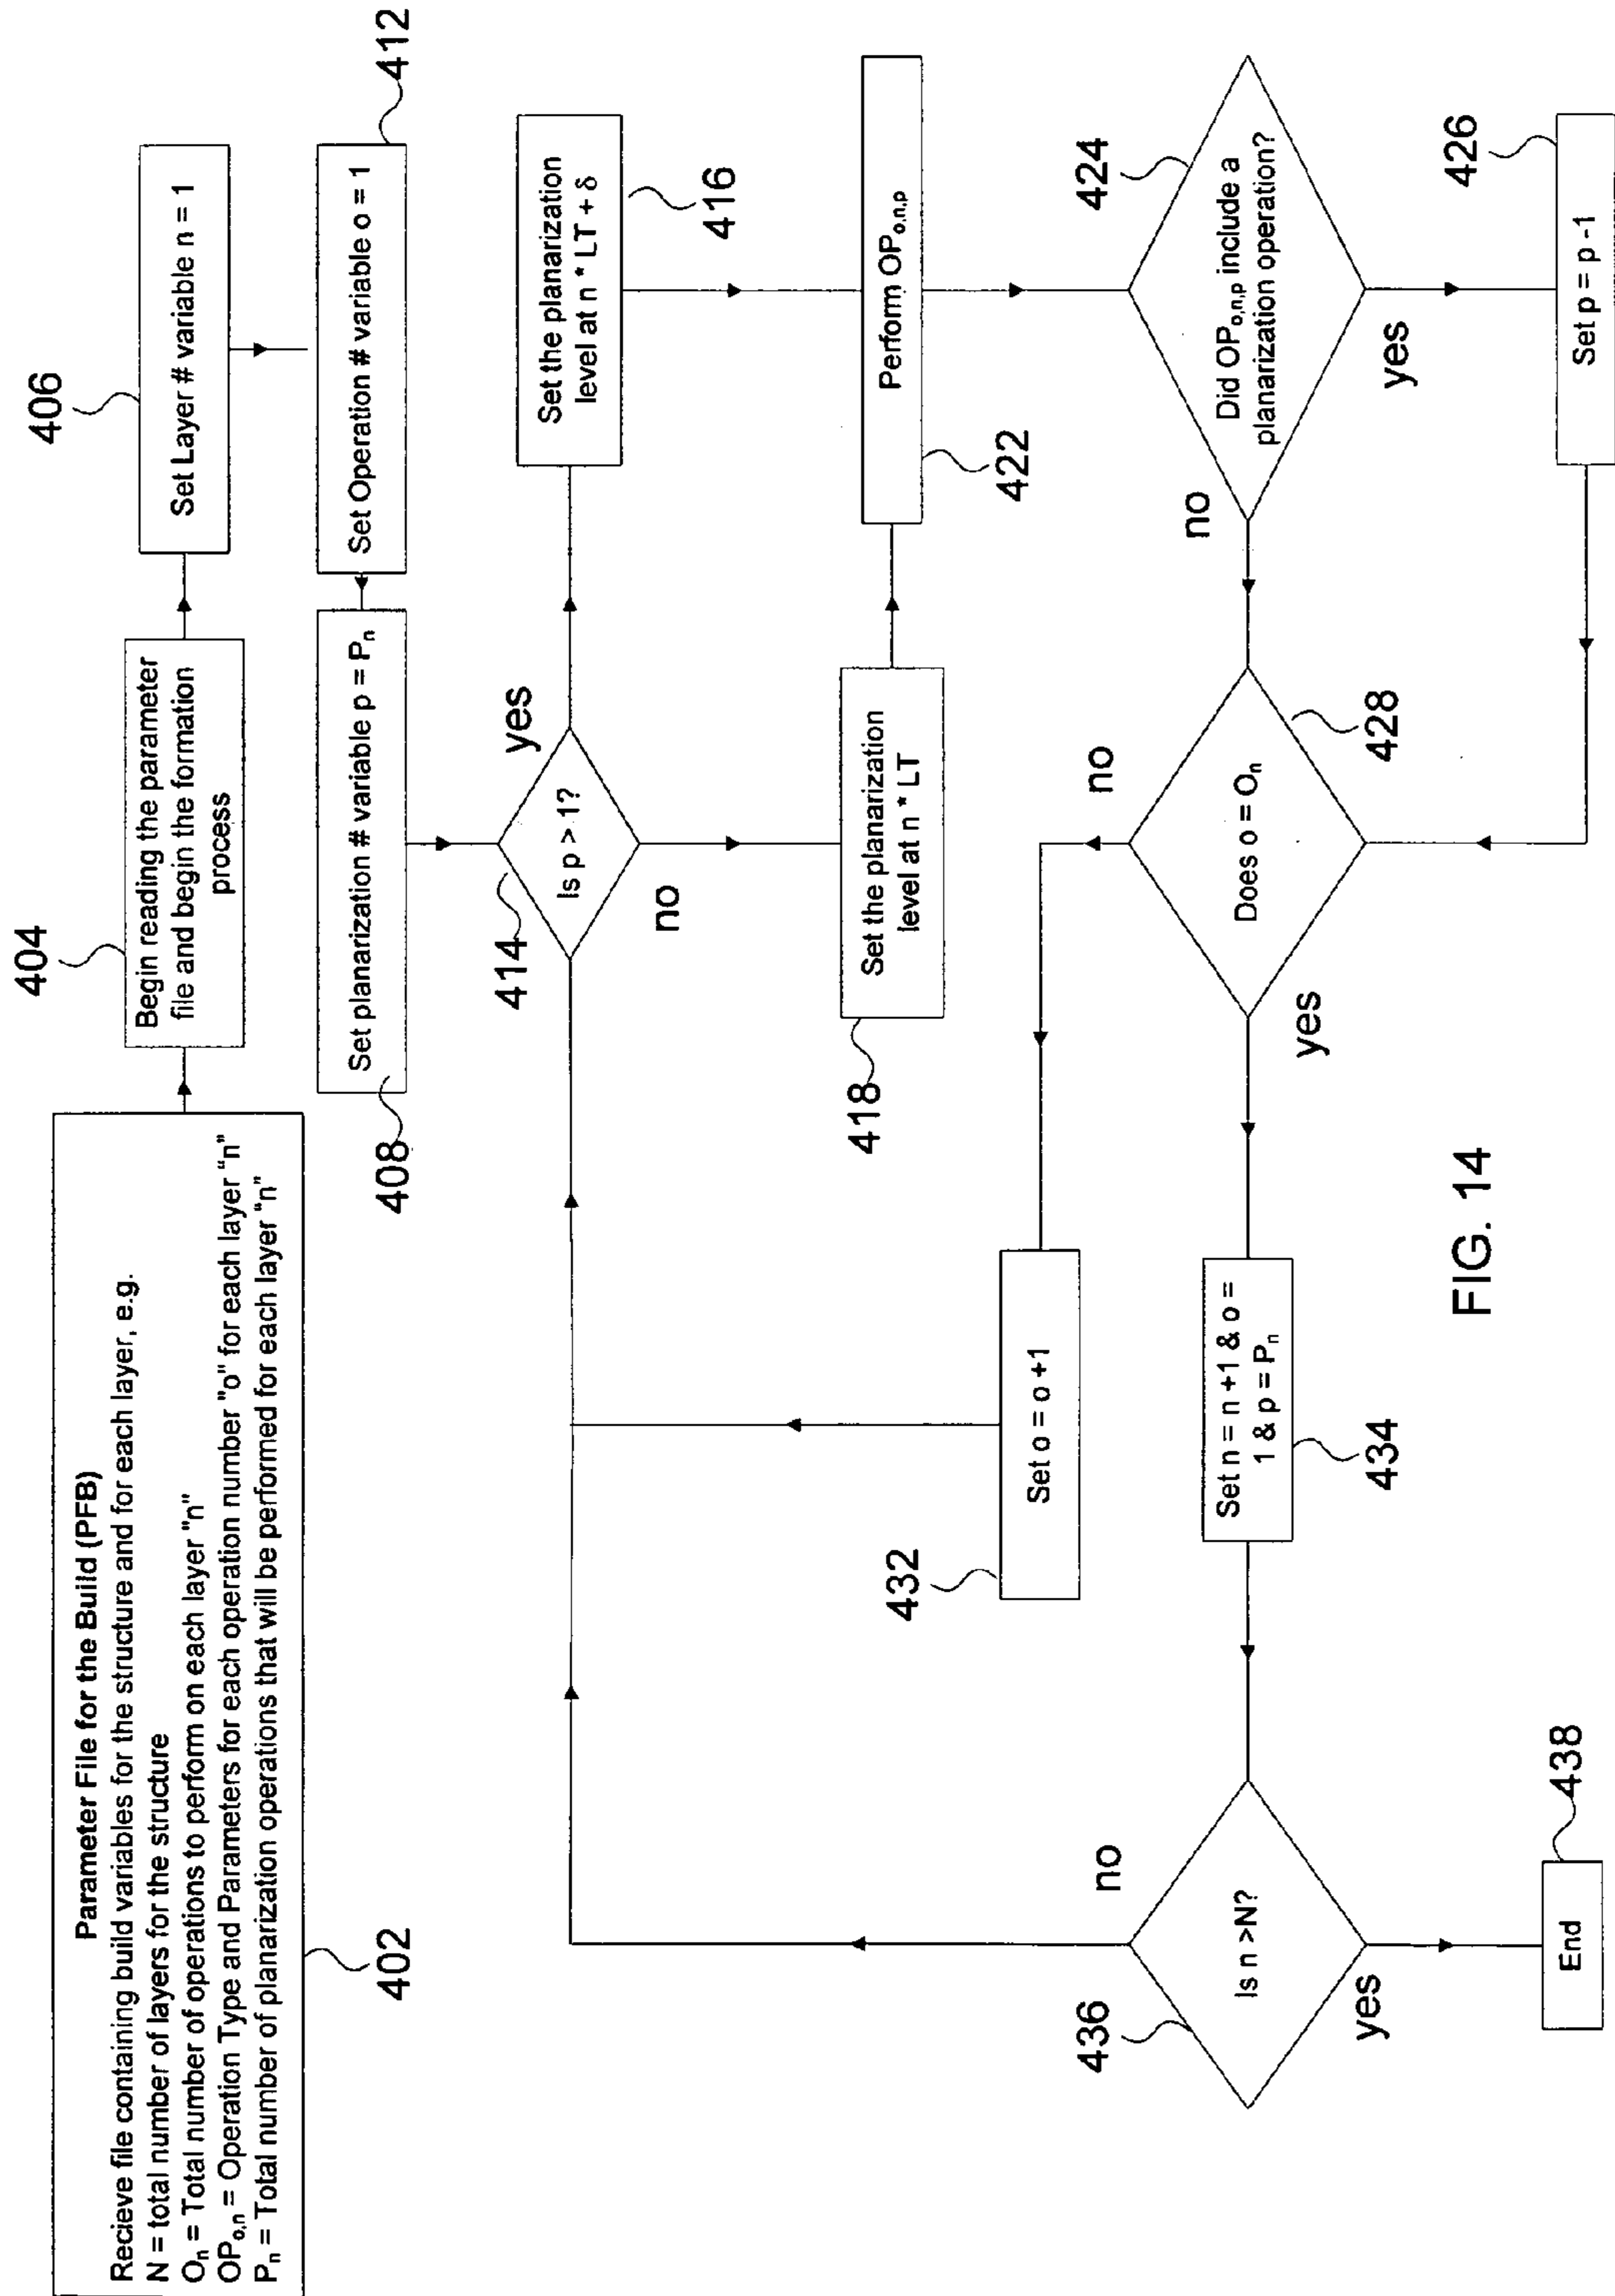 Parameter File for the Build (PFB)
Recieve file containing build variables for the structure and for each layer, e.g.
N = total number of layers for the structure
On = Total number of operations to perform on each layer "n"
OPo,n = Operation Type and Parameters for each operation number "o" for each layer "n"
Pn = Total number of planarization operations that will be performed for each layer "n"
402
404
Begin reading the parameter
file and begin the formation
process
406
Set Layer # variable n = 1
412
Set Operation # variable o = 1
408
Set planarization # variable p = Pn
414
Is p > 1?
yes
no
Set the planarization
level at n * LT + δ
416
418
Set the planarization
level at n * LT
Perform OPo,n,p
422
424
Did OPo,n,p include a
planarization operation?
no
yes
426
Set p = p -1
428
Does o = On
no
yes
432
Set o = o +1
Set n = n +1 & o =
1 & p = Pn
434
436
Is n >N?
no
yes
438
End
FIG. 14